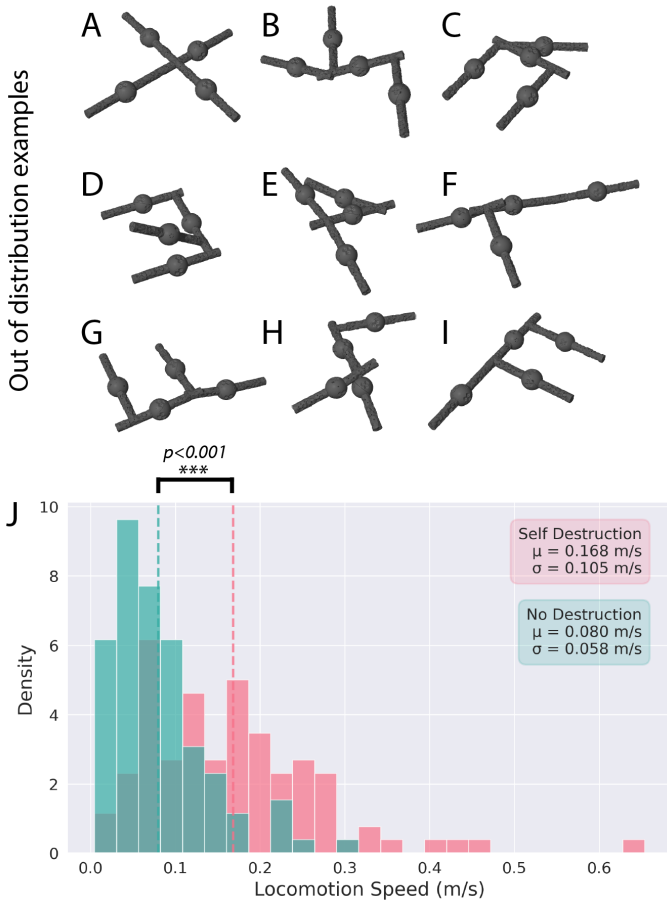 Out of distribution examples
A
B
C
D
E
F
G
H
I
p<0.001
***
J
Self Destruction
μ = 0.168 m/s
σ = 0.105 m/s
No Destruction
μ = 0.080 m/s
σ = 0.058 m/s
Density
10
8
6
4
2
0
0.0 0.1 0.2 0.3 0.4 0.5 0.6
Locomotion Speed (m/s)